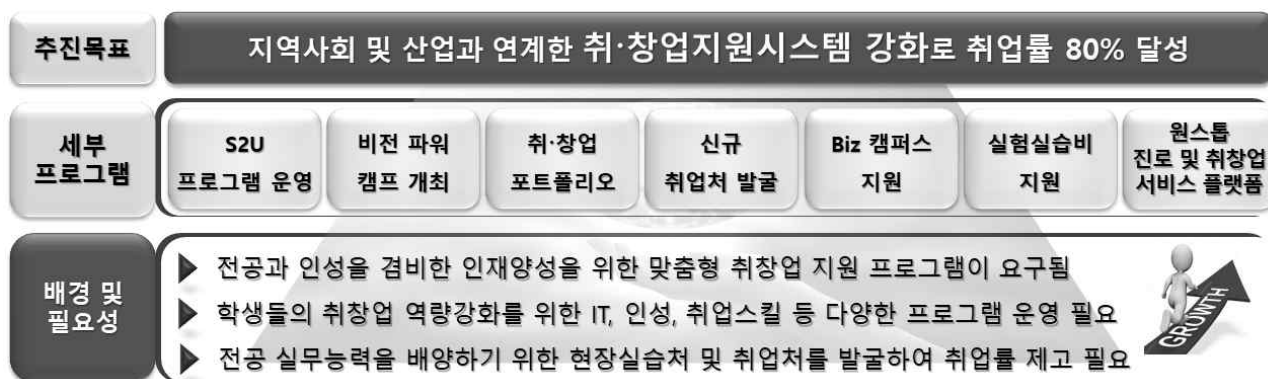 추진목표
지역사회 및 산업과 연계한 취·창업지원시스템 강화로 취업률 80% 달성
세부
프로그램
S2U
프로그램 운영
비전 파워
캠프 개최
취·창업
포트폴리오
신규
취업처 발굴
Biz 캠퍼스
지원
실험실습비
지원
원스톱
진로 및 취창업
서비스 플랫폼
배경 및
필요성
전공과 인성을 겸비한 인재양성을 위한 맞춤형 취창업 지원 프로그램이 요구됨
학생들의 취창업 역량강화를 위한 IT, 인성, 취업스킬 등 다양한 프로그램 운영 필요
전공 실무능력을 배양하기 위한 현장실습처 및 취업처를 발굴하여 취업률 제고 필요
GROWTH